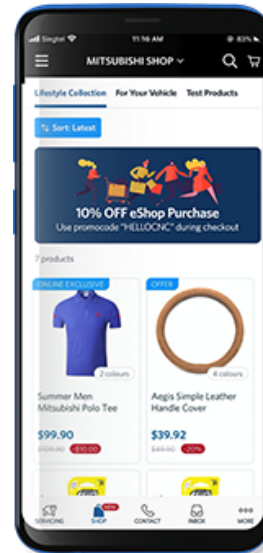 Singtel 11:16 AM 83%
MITSUBISHI SHOP
Lifestyle Collection For Your Vehicle Test Products
Sort: Latest
10% OFF eShop Purchase
Use promocode "HELLOCNC" during checkout
7 products
ONLINE EXCLUSIVE OFFER
2 colours 4 colours
Summer Men Aegis Simple Leather
Mitsubishi Polo Tee Handle Cover
$99.90 $39.92
$109.90 -$10.00 $49.90 -20%
NEW
SERVICING SHOP CONTACT INBOX MORE